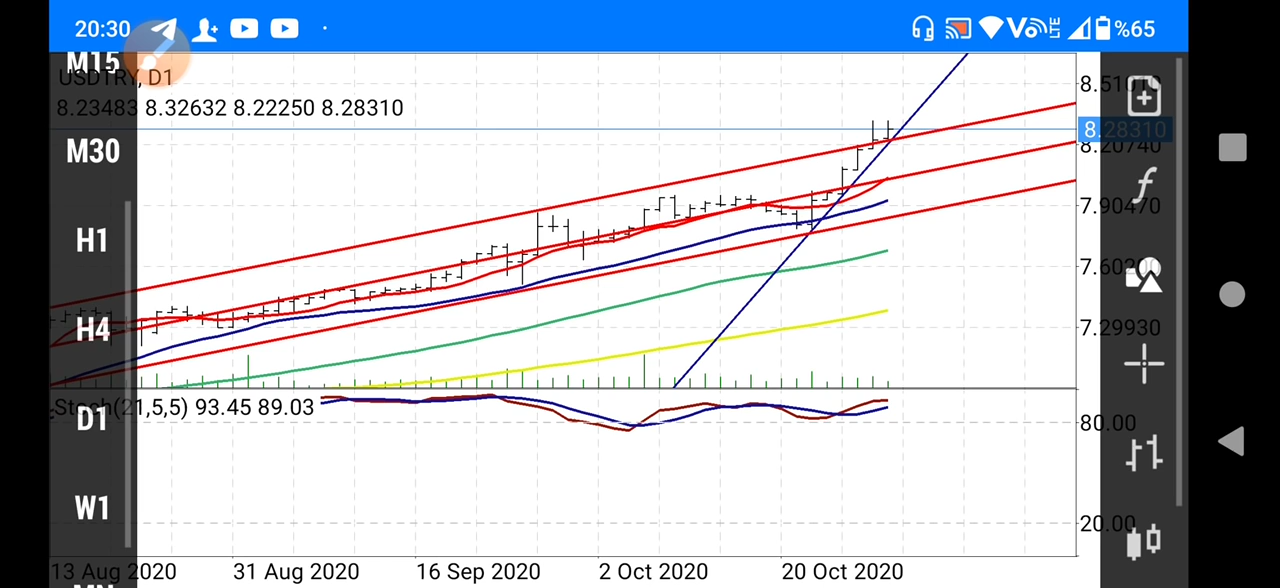 20:30
VoLTE
%65
M15
USDTRY, D1
8.23483 8.32632 8.22250 8.28310
M30
H1
H4
D1
W1
8.28310
8.20740
7.90470
7.29930
Stoch(21,5,5) 93.45 89.03
80.00
20.00
13 Aug 2020
31 Aug 2020
16 Sep 2020
2 Oct 2020
20 Oct 2020